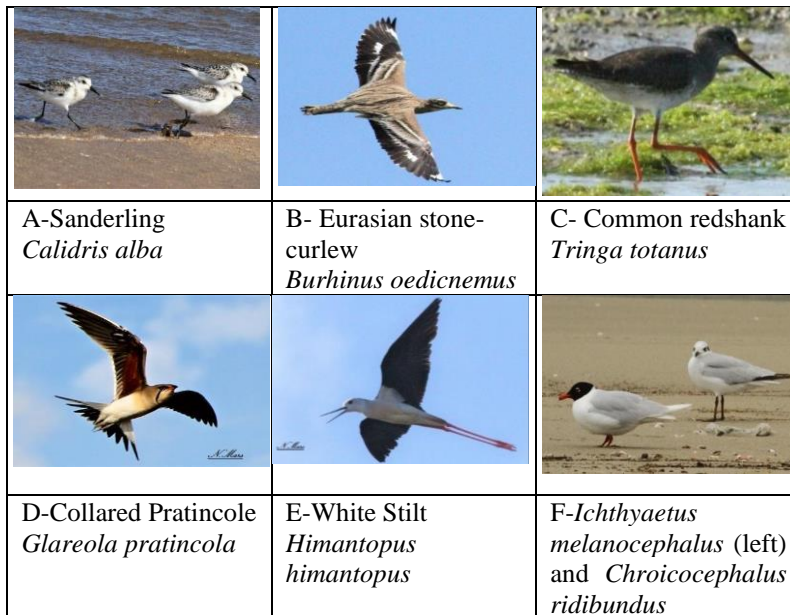 A-Sanderling
Calidris alba
B- Eurasian stone-
curlew
Burhinus oedicnemus
C- Common redshank
Tringa totanus
D-Collared Pratincole
Glareola pratincola
E-White Stilt
Himantopus
himantopus
F-Ichthyaetus
melanocephalus (left)
and Chroicocephalus
ridibundus